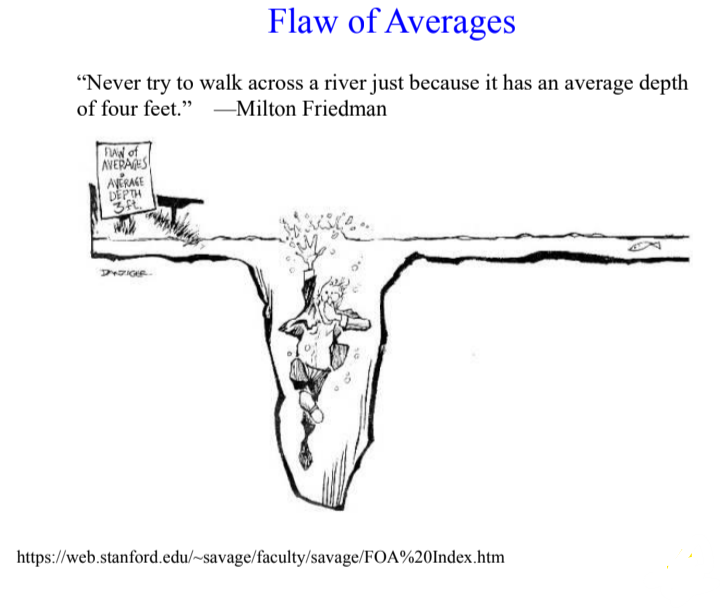 Flaw of Averages
“Never try to walk across a river just because it has an average depth
of four feet.” —Milton Friedman
FLAW of
AVERAGES
AVERAGE
DEPTH
3 ft.
DANZIGER
https://web.stanford.edu/~savage/faculty/savage/FOA%20Index.htm